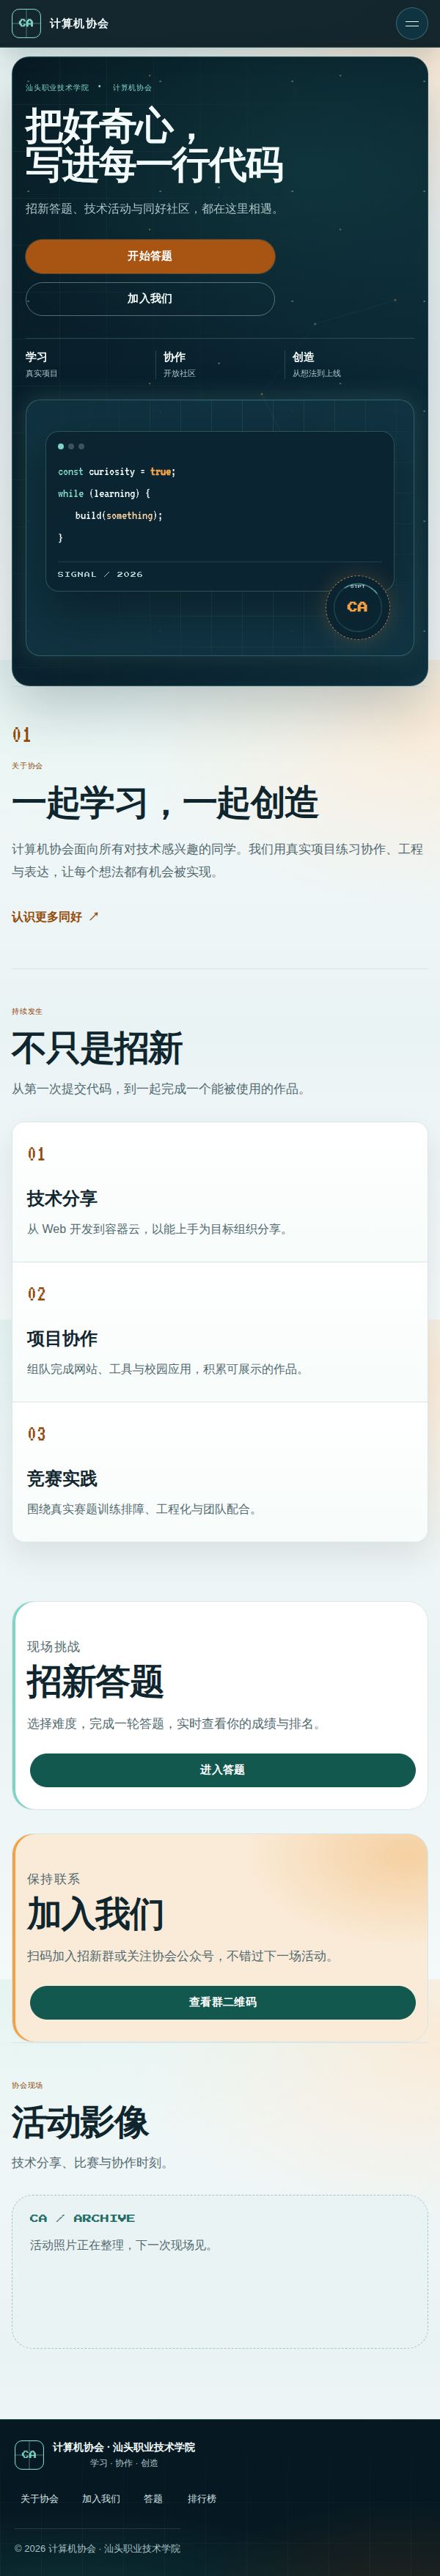 CA 计算机协会
汕头职业技术学院 • 计算机协会
把好奇心，
写进每一行代码
招新答题、技术活动与同好社区，都在这里相遇。
开始答题
加入我们
学习 协作 创造
真实项目 开放社区 从想法到上线
const curiosity = true;
while (learning) {
build(something);
}
SIGNAL / 2026
CA
01
关于协会
一起学习，一起创造
计算机协会面向所有对技术感兴趣的同学。我们用真实项目练习协作、工程
与表达，让每个想法都有机会被实现。
认识更多同好 ↗
持续发生
不只是招新
从第一次提交代码，到一起完成一个能被使用的作品。
01
技术分享
从 Web 开发到容器云，以能上手为目标组织分享。
02
项目协作
组队完成网站、工具与校园应用，积累可展示的作品。
03
竞赛实践
围绕真实赛题训练排障、工程化与团队配合。
现场挑战
招新答题
选择难度，完成一轮答题，实时查看你的成绩与排名。
进入答题
保持联系
加入我们
扫码加入招新群或关注协会公众号，不错过下一场活动。
查看群二维码
协会现场
活动影像
技术分享、比赛与协作时刻。
CA / ARCHIVE
活动照片正在整理，下一次现场见。
CA 计算机协会 · 汕头职业技术学院
学习 · 协作 · 创造
关于协会 加入我们 答题 排行榜
© 2026 计算机协会 · 汕头职业技术学院